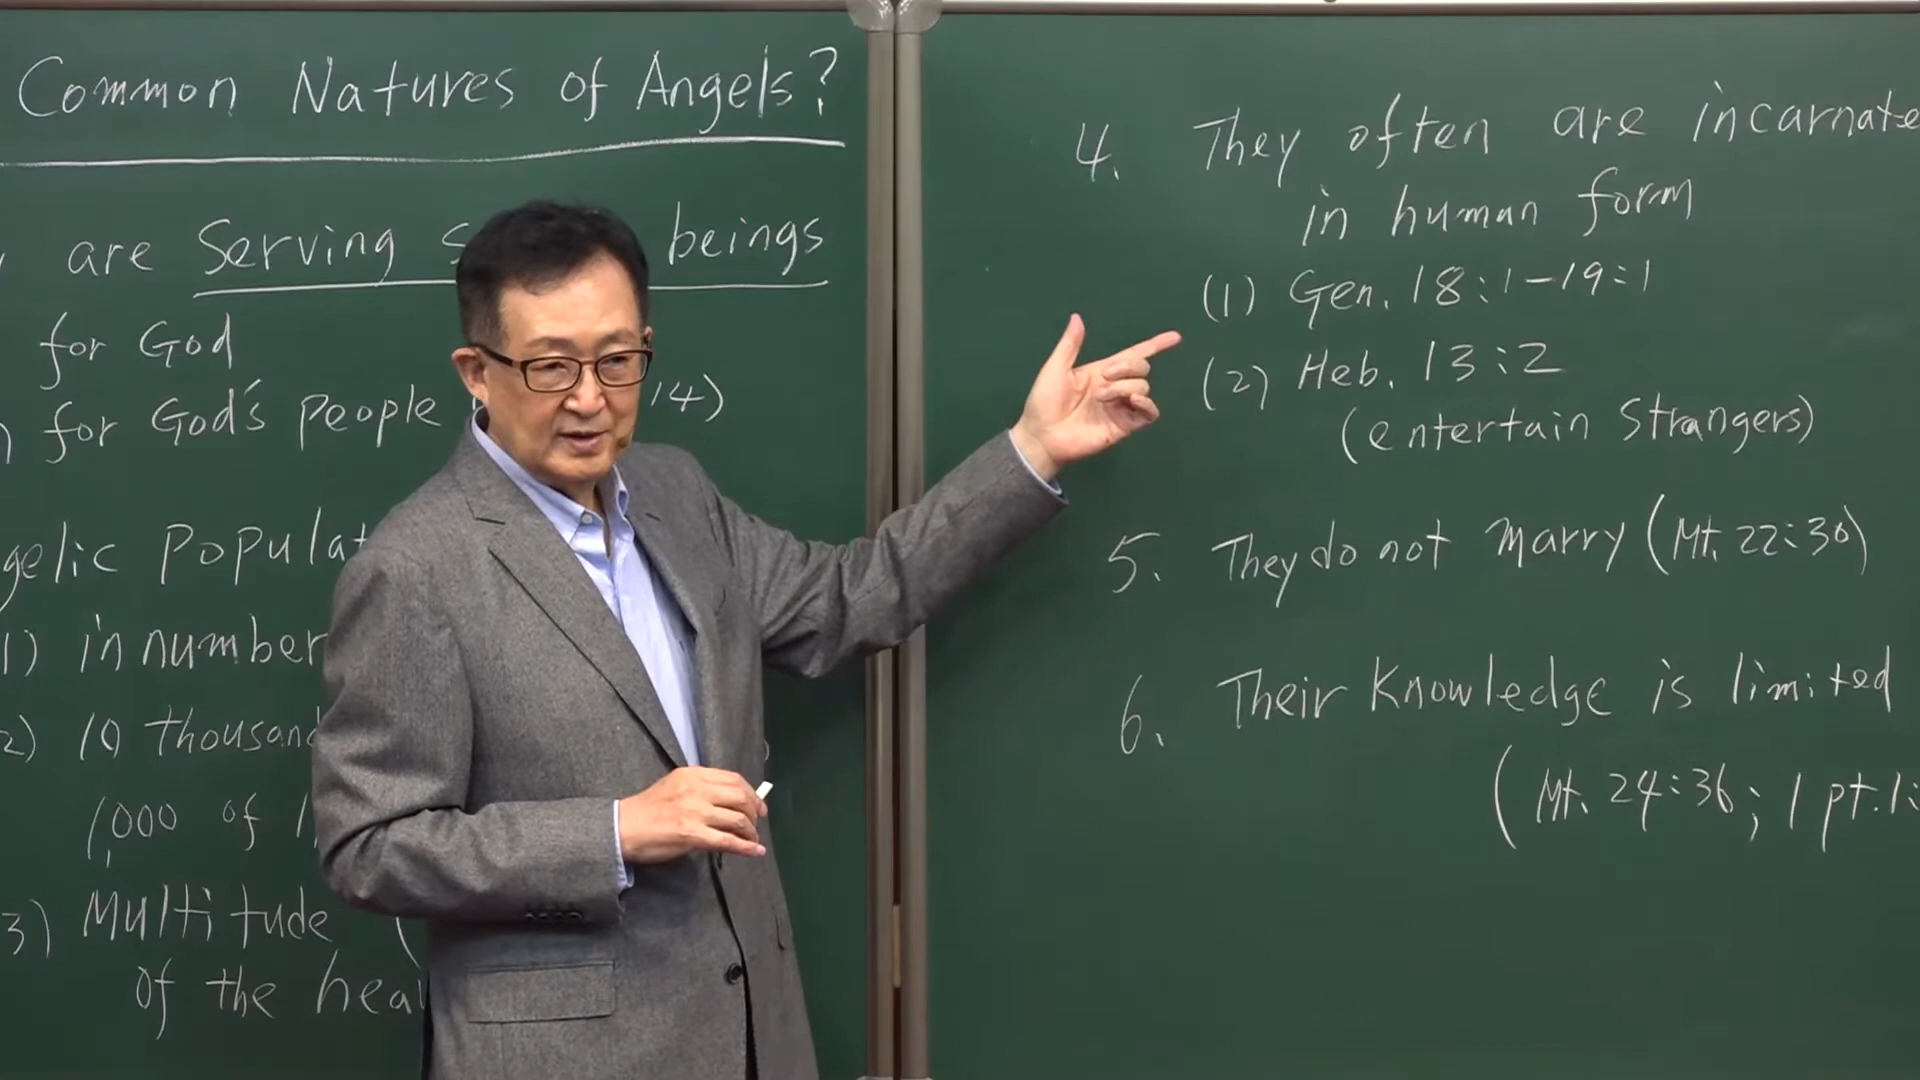 Common Natures of Angels?
are Serving beings
for God
for God's people 14)
gelic Populat
1) in number
2) 10 thousand
1,000 of 1
3) Multitude (
of the hea
4. They often are incarnate
in human form
(1) Gen. 18:1-19:1
(2) Heb. 13:2
(entertain Strangers)
5. They do not marry (Mt. 22:30)
6. Their Knowledge is limited
(Mt. 24:36; 1 pt. 1: